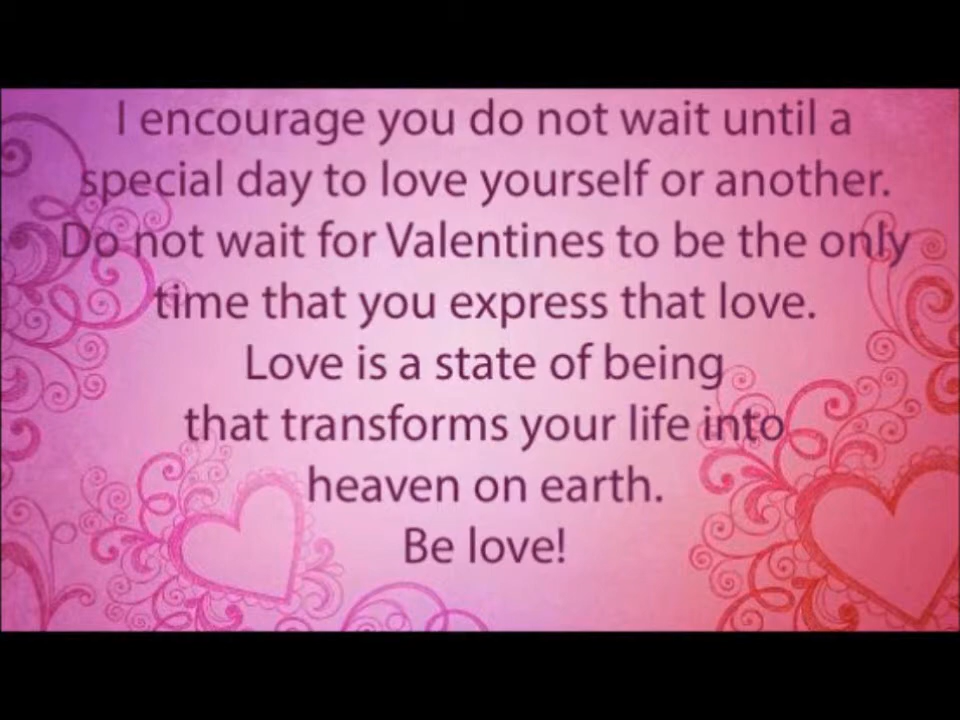 I encourage you do not wait until a
special day to love yourself or another.
Do not wait for Valentines to be the only
time that you express that love.
Love is a state of being
that transforms your life into
heaven on earth.
Be love!